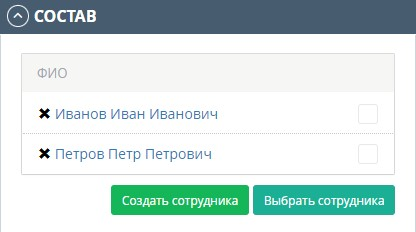 СОСТАВ
ФИО
Иванов Иван Иванович
Петров Петр Петрович
Создать сотрудника Выбрать сотрудника